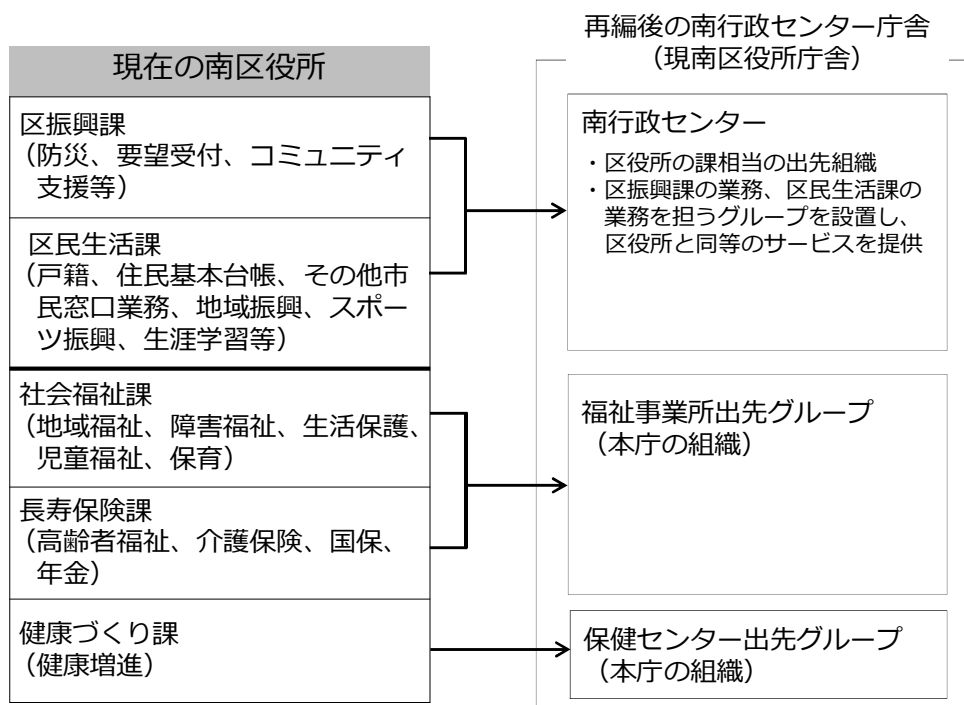 現在の南区役所
区振興課
（防災、要望受付、コミュニティ
支援等）
区民生活課
（戸籍、住民基本台帳、その他市
民窓口業務、地域振興、スポー
ツ振興、生涯学習等）
社会福祉課
（地域福祉、障害福祉、生活保護、
児童福祉、保育）
長寿保険課
（高齢者福祉、介護保険、国保、
年金）
健康づくり課
（健康増進）
再編後の南行政センター庁舎
（現南区役所庁舎）
南行政センター
・区役所の課相当の出先組織
・区振興課の業務、区民生活課の
業務を担うグループを設置し、
区役所と同等のサービスを提供
福祉事業所出先グループ
（本庁の組織）
保健センター出先グループ
（本庁の組織）